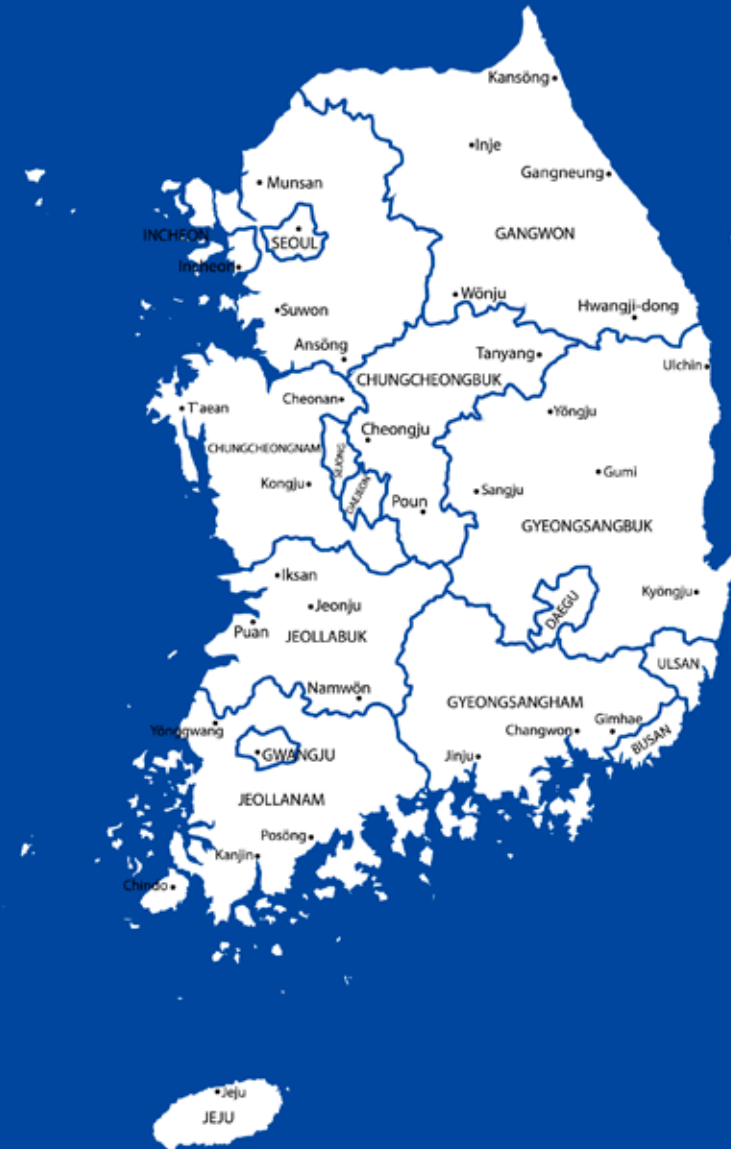 Kansŏng
Inje
Gangneung
Munsan
GANGWON
INCHEON
SEOUL
Incheon
Wŏnju
Hwangji-dong
Suwon
Ansŏng
Tanyang
Ulchin
CHUNGCHEONGBUK
Cheonan
T'aean
Yŏngju
Cheongju
CHUNGCHEONGNAM
SEJONG
Gumi
Kongju
DAEJEON
Sangju
Poun
GYEONGSANGBUK
Iksan
Kyŏngju
Jeonju
DAEGU
Puan
JEOLLABUK
ULSAN
Namwŏn
GYEONGSANGHAM
Gimhae
Yŏnggwang
Changwon
BUSAN
GWANGJU
Jinju
JEOLLANAM
Posŏng
Kanjin
Chindo
Jeju
JEJU